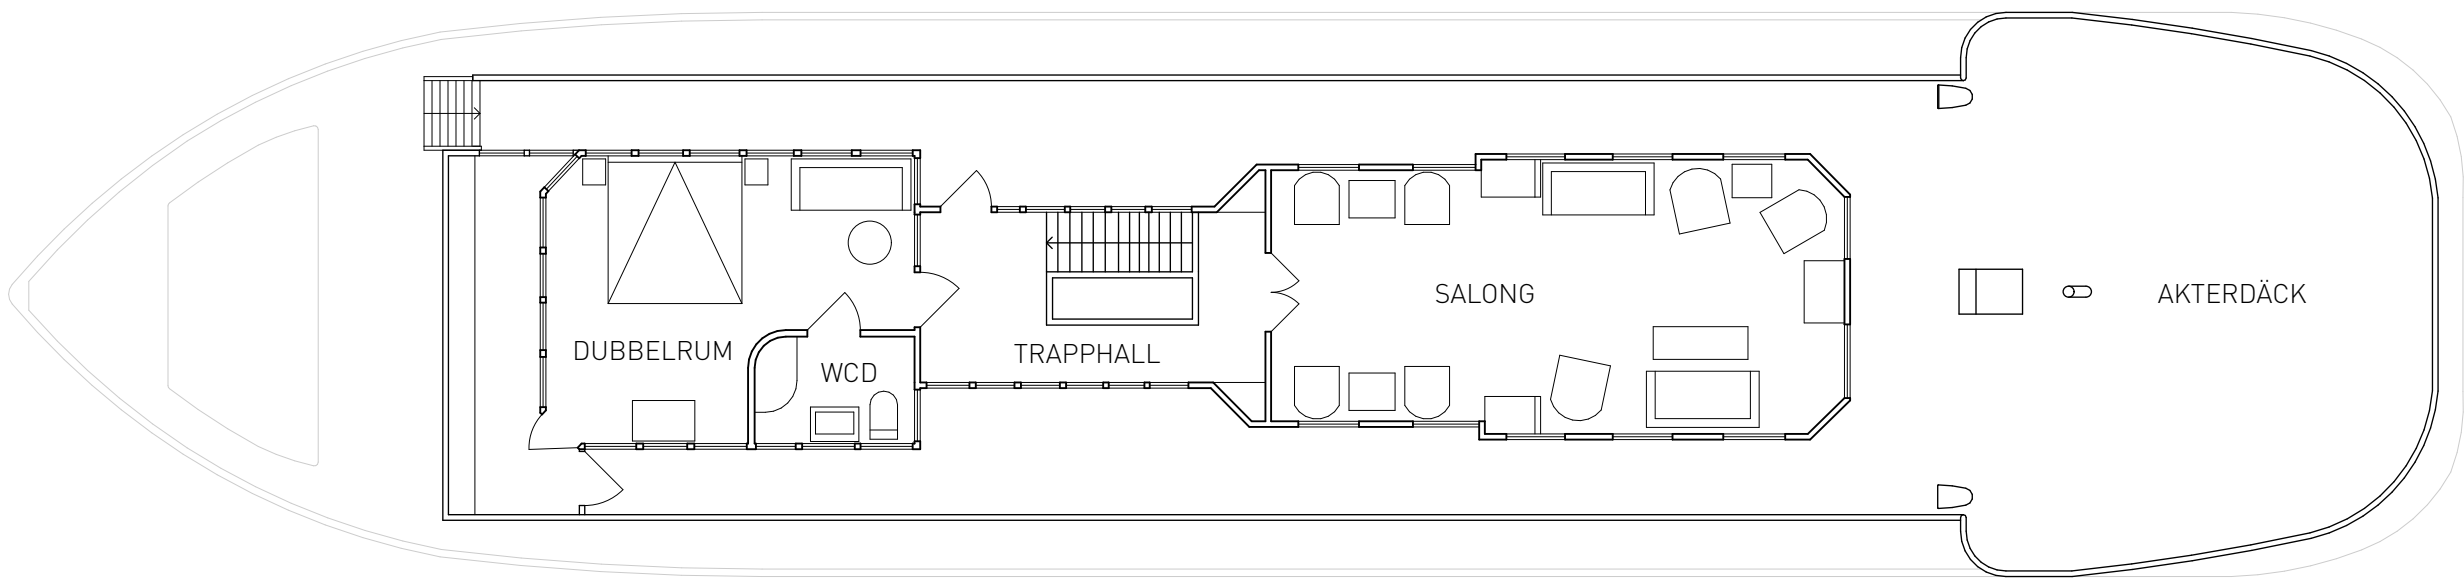 DUBBELRUM
WCD
TRAPPHALL
SALONG
AKTERDÄCK